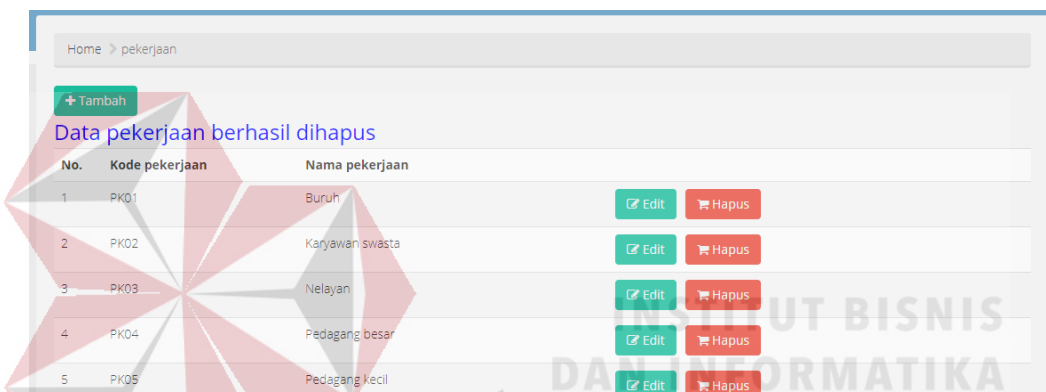 Home > pekerjaan
+ Tambah
Data pekerjaan berhasil dihapus
No. Kode pekerjaan Nama pekerjaan
1 PK01 Buruh Edit Hapus
2 PK02 Karyawan swasta Edit Hapus
3 PK03 Nelayan Edit Hapus
4 PK04 Pedagang besar Edit Hapus
5 PK05 Pedagang kecil Edit Hapus
INSTITUT BISNIS
DAN INFORMATIKA